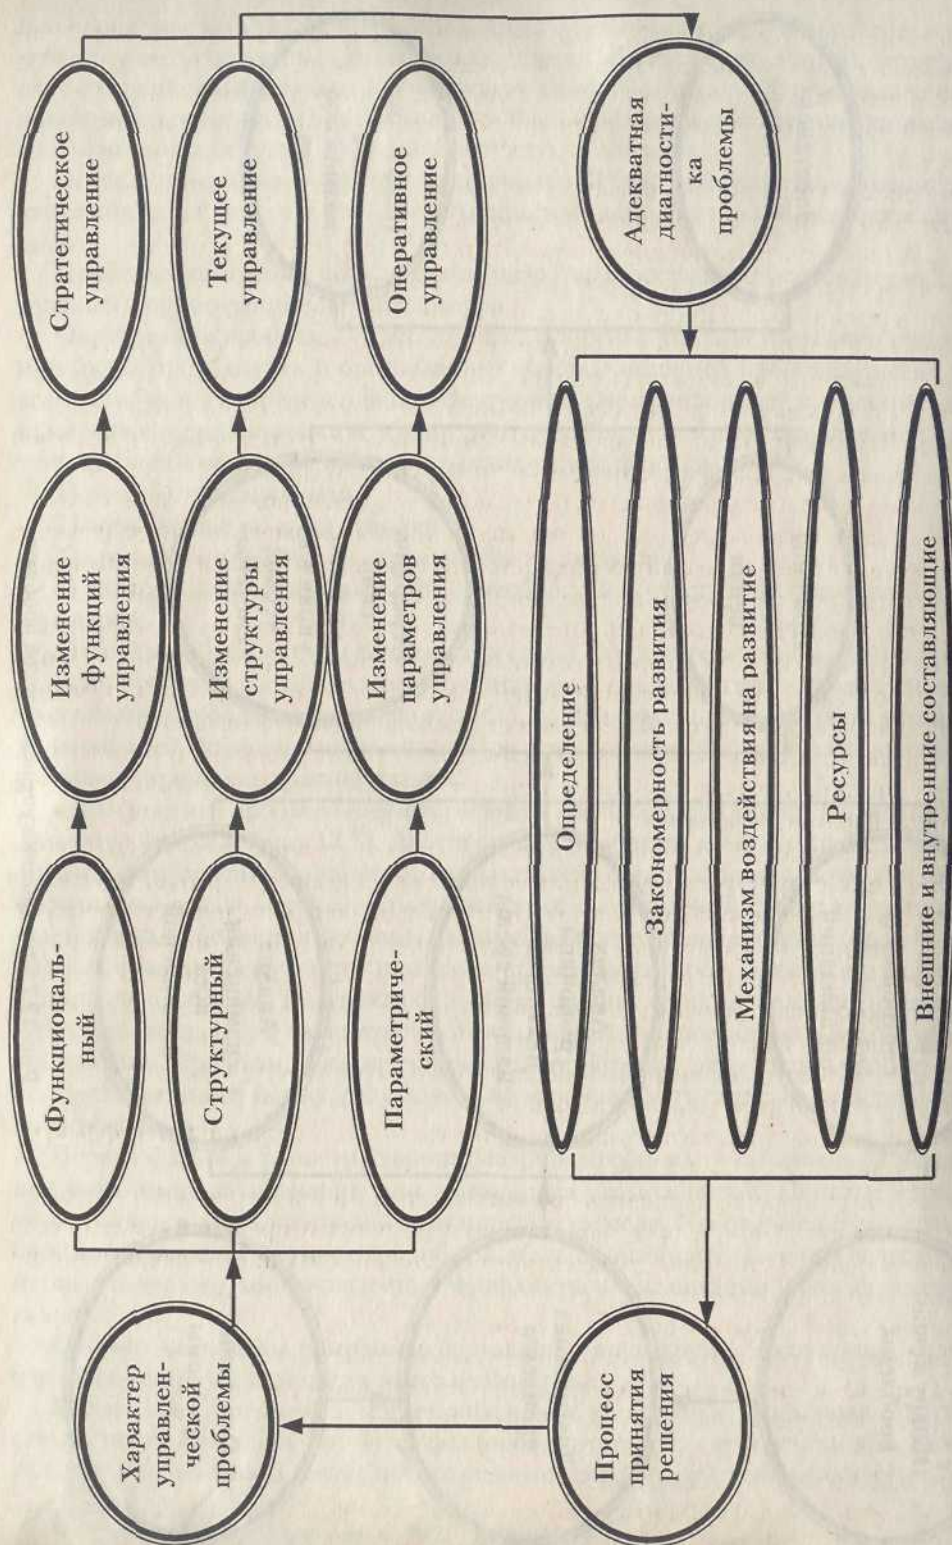 Характер
управлен-
ческой
проблемы
Функциональ-
ный
Структурный
Параметриче-
ский
Изменение
функций
управления
Изменение
структуры
управления
Изменение
параметров
управления
Стратегическое
управление
Текущее
управление
Оперативное
управление
Процесс
принятия
решения
Определение
Закономерность развития
Механизм воздействия на развитие
Ресурсы
Внешние и внутренние составляющие
Адекватная
диагности-
ка
проблемы